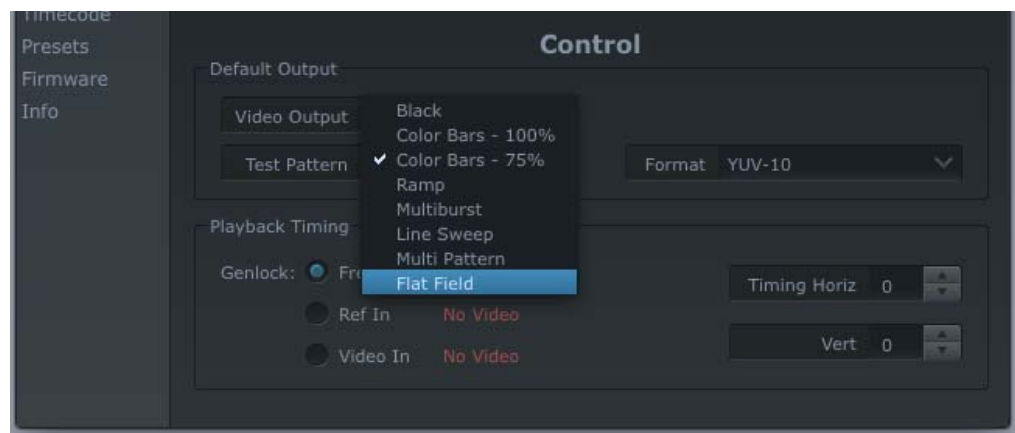 Timecode
Presets
Firmware
Info
Control
Default Output
Video Output
Test Pattern
Black
Color Bars - 100%
Color Bars - 75%
Ramp
Multiburst
Line Sweep
Multi Pattern
Flat Field
Format YUV-10
Playback Timing
Genlock: Fre
Ref In No Video
Video In No Video
Timing Horiz 0
Vert 0